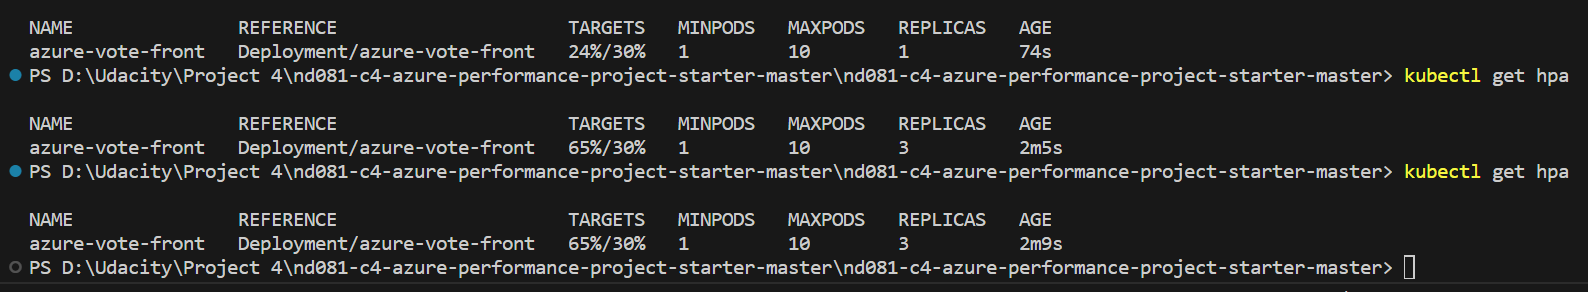 NAME REFERENCE TARGETS MINPODS MAXPODS REPLICAS AGE
azure-vote-front Deployment/azure-vote-front 24%/30% 1 10 1 74s
PS D:\Udacity\Project 4\nd081-c4-azure-performance-project-starter-master\nd081-c4-azure-performance-project-starter-master> kubectl get hpa
NAME REFERENCE TARGETS MINPODS MAXPODS REPLICAS AGE
azure-vote-front Deployment/azure-vote-front 65%/30% 1 10 3 2m5s
PS D:\Udacity\Project 4\nd081-c4-azure-performance-project-starter-master\nd081-c4-azure-performance-project-starter-master> kubectl get hpa
NAME REFERENCE TARGETS MINPODS MAXPODS REPLICAS AGE
azure-vote-front Deployment/azure-vote-front 65%/30% 1 10 3 2m9s
PS D:\Udacity\Project 4\nd081-c4-azure-performance-project-starter-master\nd081-c4-azure-performance-project-starter-master>